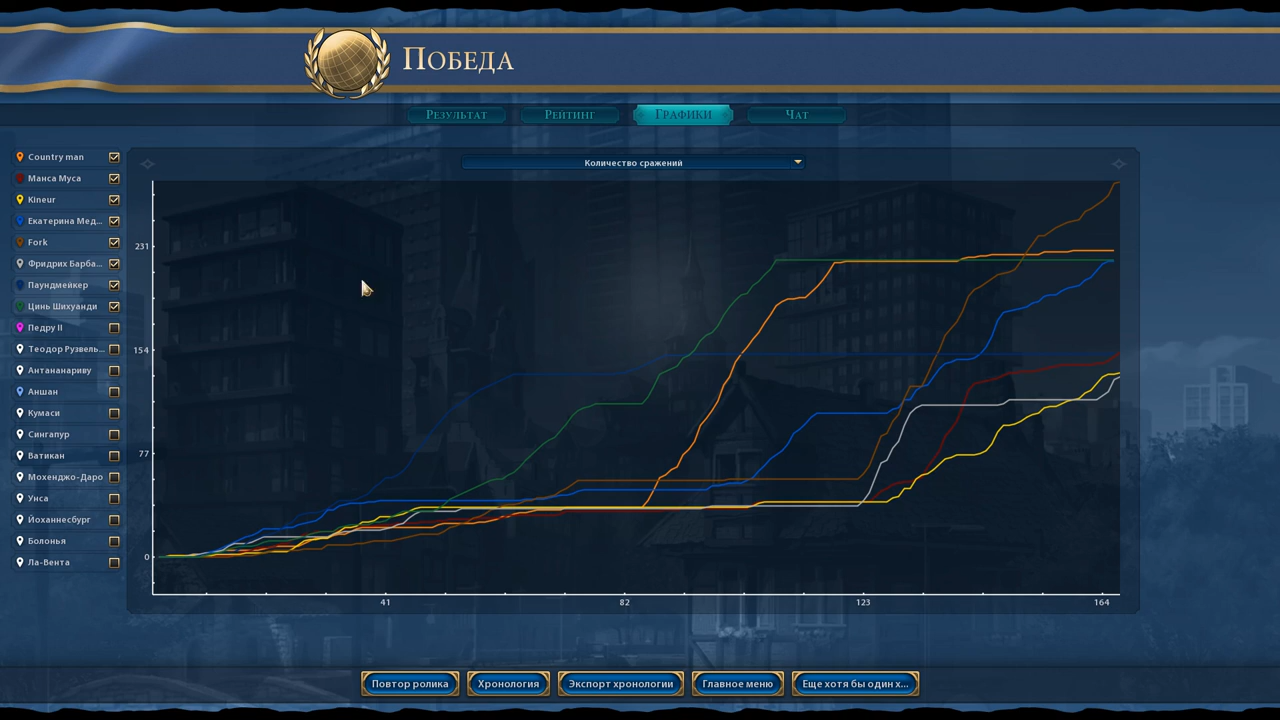 Победа
Результат
Рейтинг
Графики
Чат
Country man
Манса Муса
Kineur
Екатерина Мед...
Fork
Фридрих Барба...
Паундмейкер
Цинь Шихуанди
Педру II
Теодор Рузвель...
Антананариву
Аншан
Кумаси
Сингапур
Ватикан
Мохенджо-Даро
Унса
Йоханнесбург
Болонья
Ла-Вента
Количество сражений
231
154
77
0
41
82
123
164
Повтор ролика
Хронология
Экспорт хронологии
Главное меню
Еще хотя бы один х...